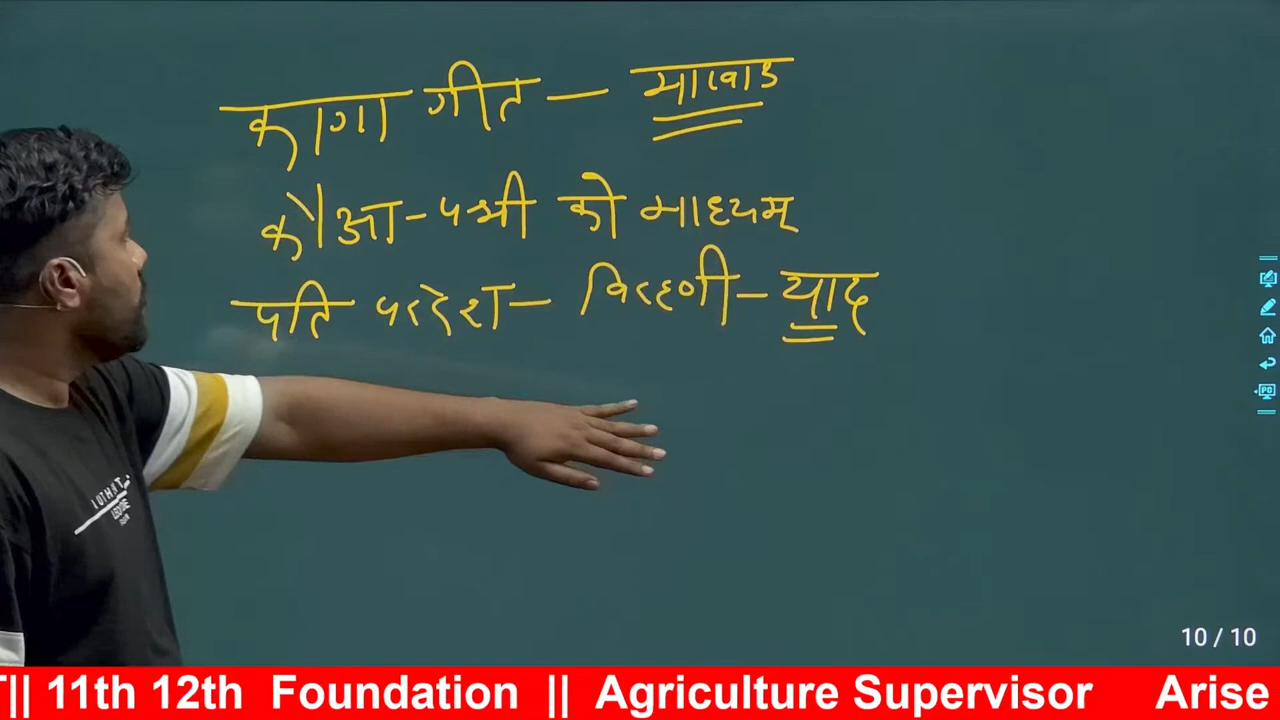 कागा गीत – मारवाड
कौआ - पक्षी को माध्यम
पति परदेश – विरहणी – याद
10 / 10
T|| 11th 12th Foundation || Agriculture Supervisor Arise